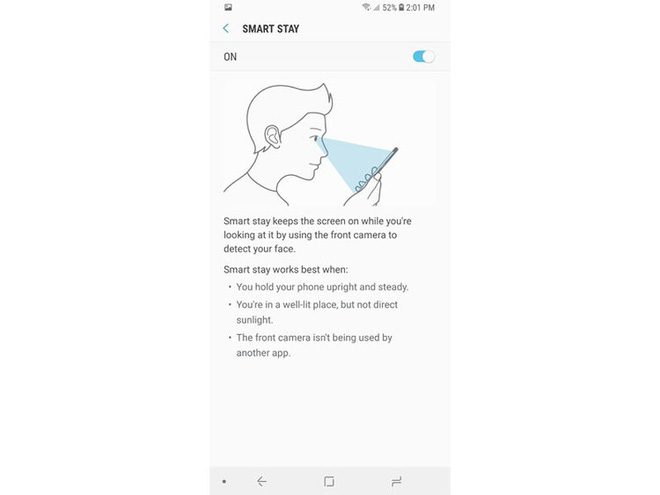 52% 2:01 PM
SMART STAY
ON
Smart stay keeps the screen on while you're
looking at it by using the front camera to
detect your face.
Smart stay works best when:
• You hold your phone upright and steady.
• You're in a well-lit place, but not direct
sunlight.
• The front camera isn't being used by
another app.